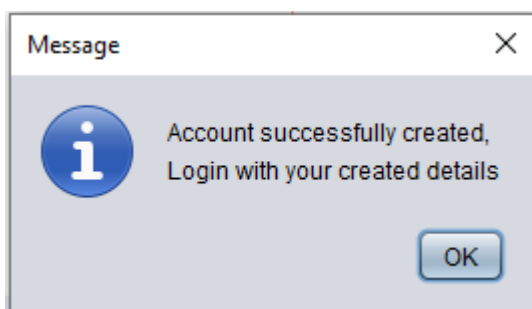 Message
Account successfully created,
Login with your created details
OK